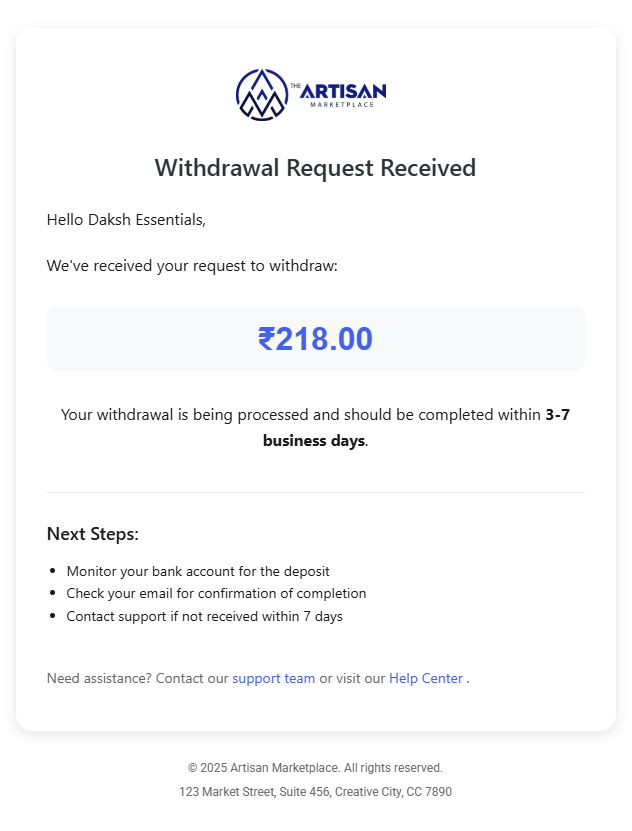 THE ARTISAN
MARKETPLACE
Withdrawal Request Received
Hello Daksh Essentials,
We've received your request to withdraw:
₹218.00
Your withdrawal is being processed and should be completed within 3-7
business days.
Next Steps:
• Monitor your bank account for the deposit
• Check your email for confirmation of completion
• Contact support if not received within 7 days
Need assistance? Contact our support team or visit our Help Center .
© 2025 Artisan Marketplace. All rights reserved.
123 Market Street, Suite 456, Creative City, CC 7890